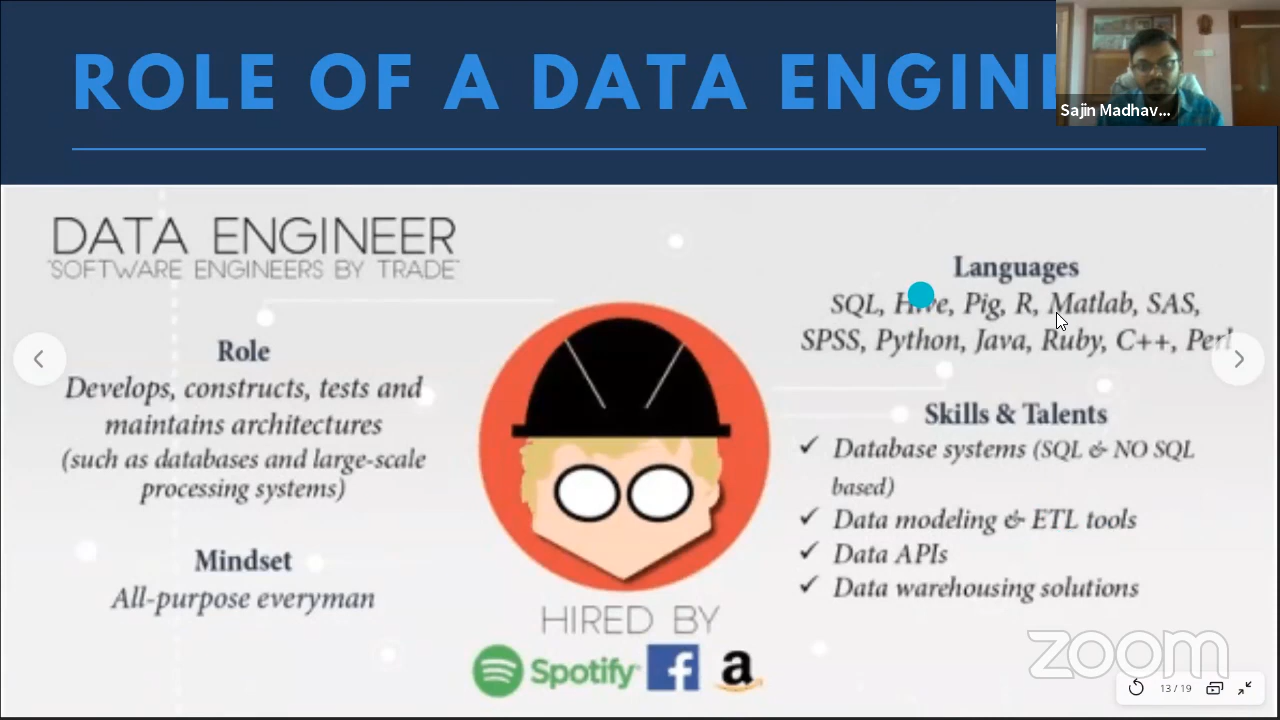 ROLE OF A DATA ENGIN
Sajin Madhav...
DATA ENGINEER
"SOFTWARE ENGINEERS BY TRADE"
Role
Develops, constructs, tests and
maintains architectures
(such as databases and large-scale
processing systems)
Mindset
All-purpose everyman
Languages
SQL, Hive, Pig, R, Matlab, SAS,
SPSS, Python, Java, Ruby, C++, Perl
Skills & Talents
✓ Database systems (SQL & NO SQL
based)
✓ Data modeling & ETL tools
✓ Data APIs
✓ Data warehousing solutions
HIRED BY
Spotify
f
a
zoom
13 / 19